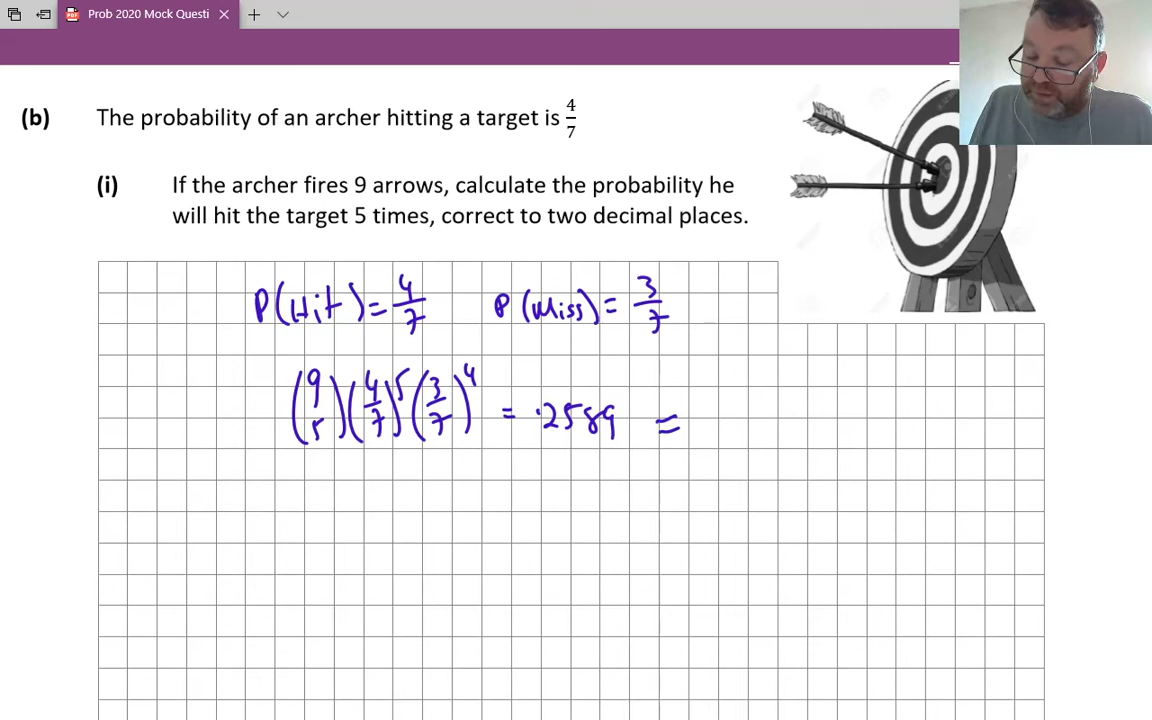 Prob 2020 Mock Questi
(b) The probability of an archer hitting a target is 4/7
(i) If the archer fires 9 arrows, calculate the probability he
will hit the target 5 times, correct to two decimal places.
P(Hit) = 4/7 P(Miss) = 3/7
(9 5)(4/7)^5(3/7)^4 = .2589 =